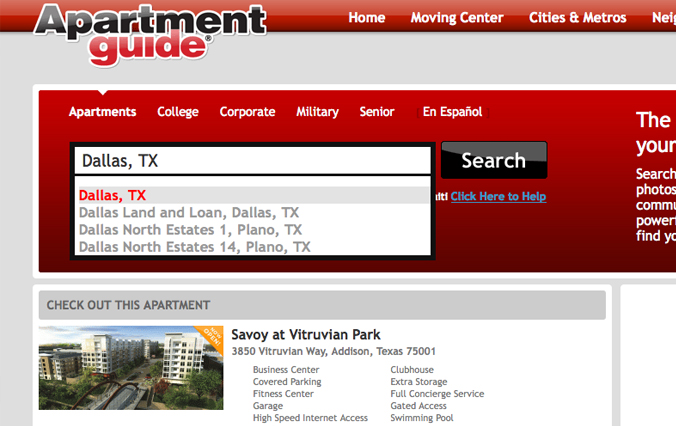 Apartment
guide®
Home Moving Center Cities & Metros
Apartments College Corporate Military Senior En Español
The
your
Dallas, TX
Search
Search
photos
Dallas, TX
Click Here to Help
Dallas Land and Loan, Dallas, TX
Dallas North Estates 1, Plano, TX
find yo
Dallas North Estates 14, Plano, TX
CHECK OUT THIS APARTMENT
NOW OPEN!
Savoy at Vitruvian Park
3850 Vitruvian Way, Addison, Texas 75001
Business Center Clubhouse
Covered Parking Extra Storage
Fitness Center Full Concierge Service
Garage Gated Access
High Speed Internet Access Swimming Pool